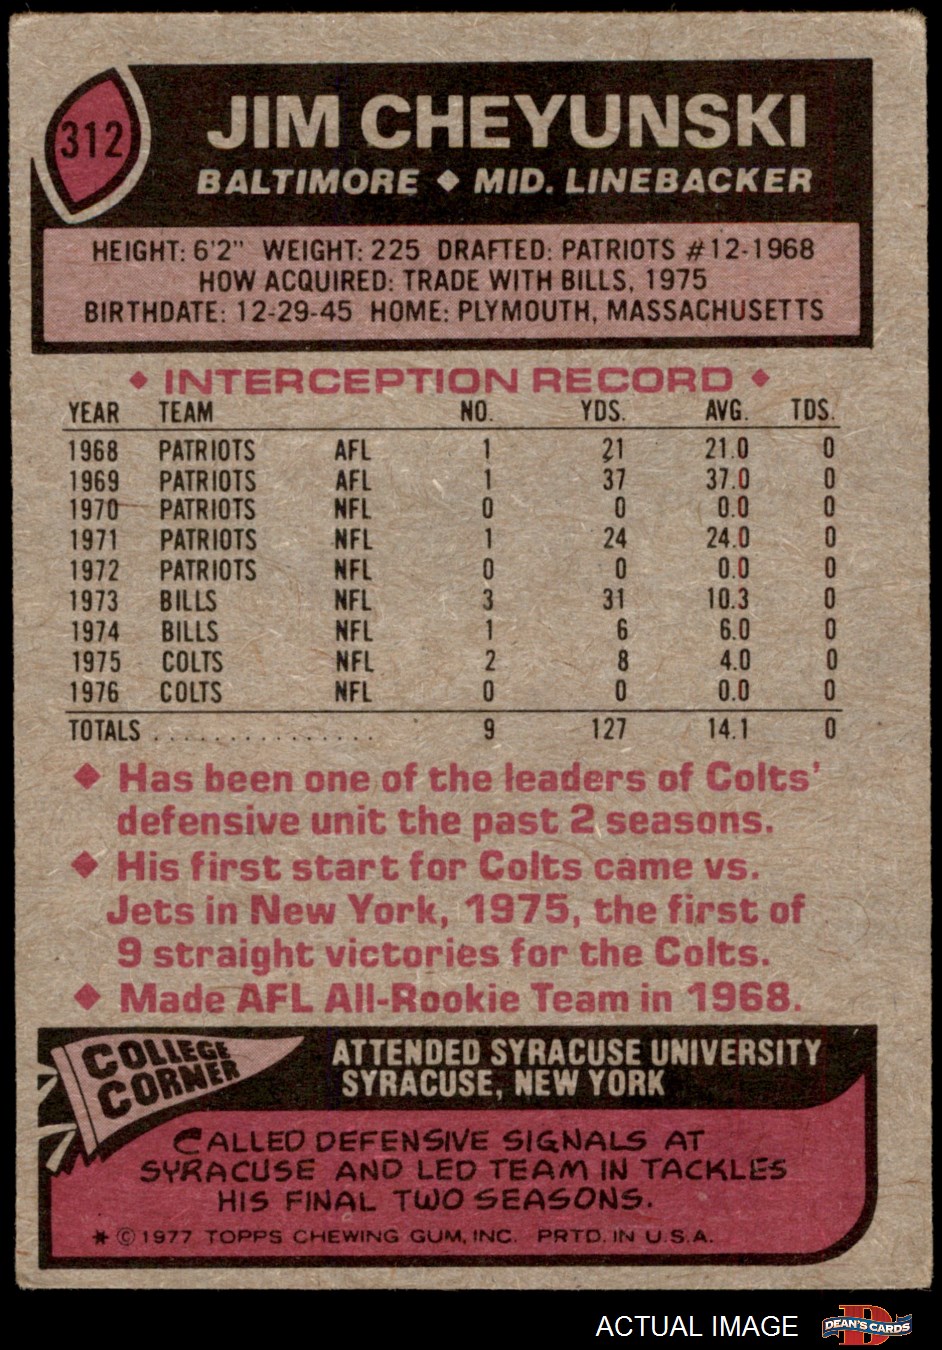 312
JIM CHEYUNSKI
BALTIMORE ◆ MID. LINEBACKER
HEIGHT: 6'2" WEIGHT: 225 DRAFTED: PATRIOTS #12-1968
HOW ACQUIRED: TRADE WITH BILLS, 1975
BIRTHDATE: 12-29-45 HOME: PLYMOUTH, MASSACHUSETTS
◆ INTERCEPTION RECORD ◆
YEAR TEAM NO. YDS. AVG. TDS.
1968 PATRIOTS AFL 1 21 21.0 0
1969 PATRIOTS AFL 1 37 37.0 0
1970 PATRIOTS NFL 0 0 0.0 0
1971 PATRIOTS NFL 1 24 24.0 0
1972 PATRIOTS NFL 0 0 0.0 0
1973 BILLS NFL 3 31 10.3 0
1974 BILLS NFL 1 6 6.0 0
1975 COLTS NFL 2 8 4.0 0
1976 COLTS NFL 0 0 0.0 0
TOTALS . . . . . . . . . . . . . . . 9 127 14.1 0
◆ Has been one of the leaders of Colts'
defensive unit the past 2 seasons.
◆ His first start for Colts came vs.
Jets in New York, 1975, the first of
9 straight victories for the Colts.
◆ Made AFL All-Rookie Team in 1968.
COLLEGE
CORNER
ATTENDED SYRACUSE UNIVERSITY
SYRACUSE, NEW YORK
CALLED DEFENSIVE SIGNALS AT
SYRACUSE AND LED TEAM IN TACKLES
HIS FINAL TWO SEASONS.
* © 1977 TOPPS CHEWING GUM, INC. PRTD. IN U.S.A.
ACTUAL IMAGE
D
DEAN'S CARDS